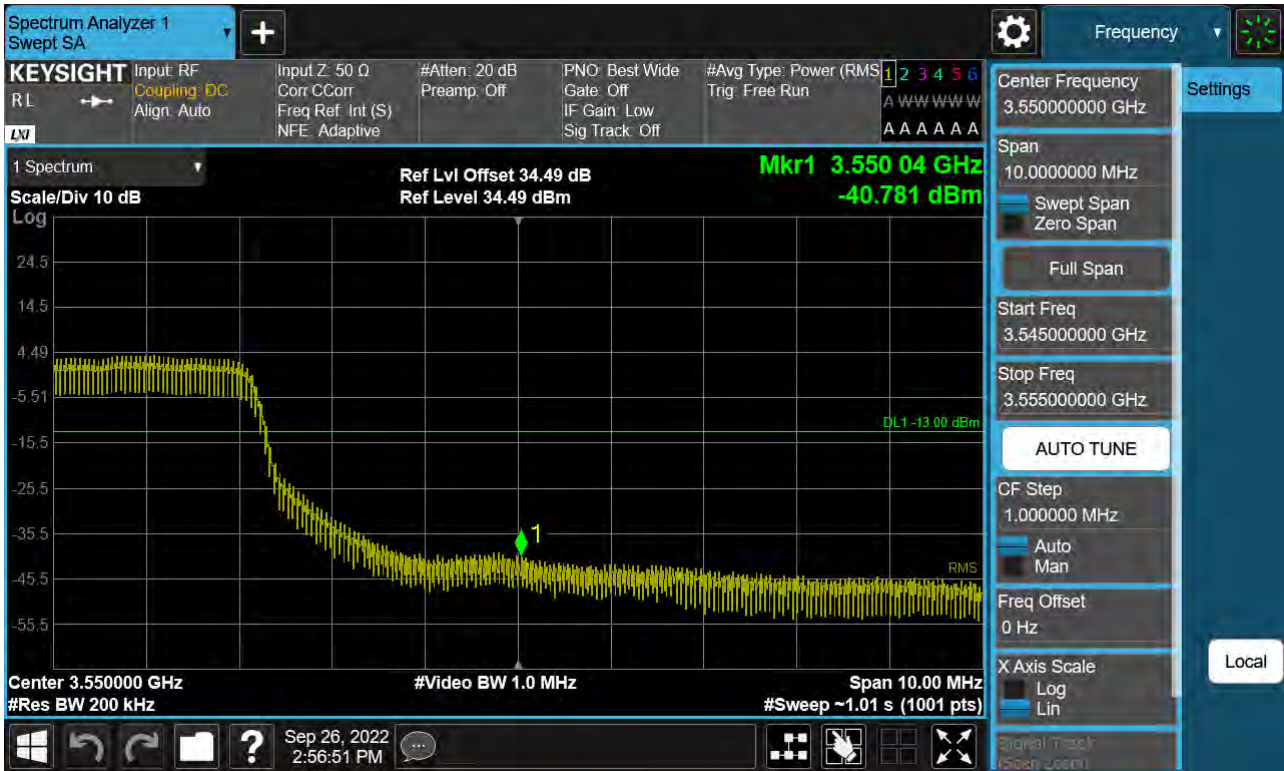 Spectrum Analyzer 1
Swept SA
+
Frequency
KEYSIGHT
RL
LXI
Input: RF
Coupling: DC
Align: Auto
Input Z: 50 Ω
Corr CCorr
Freq Ref: Int (S)
NFE: Adaptive
#Atten: 20 dB
Preamp: Off
PNO: Best Wide
Gate: Off
IF Gain: Low
Sig Track: Off
#Avg Type: Power (RMS
Trig: Free Run
1 2 3 4 5 6
A W W W W W
A A A A A A
1 Spectrum
Scale/Div 10 dB
Log
Ref Lvl Offset 34.49 dB
Ref Level 34.49 dBm
Mkr1 3.550 04 GHz
-40.781 dBm
24.5
14.5
4.49
-5.51
-15.5
-25.5
-35.5
-45.5
-55.5
DL1 -13.00 dBm
1
RMS
Center 3.550000 GHz
#Res BW 200 kHz
#Video BW 1.0 MHz
Span 10.00 MHz
#Sweep ~1.01 s (1001 pts)
Center Frequency
3.550000000 GHz
Settings
Span
10.0000000 MHz
Swept Span
Zero Span
Full Span
Start Freq
3.545000000 GHz
Stop Freq
3.555000000 GHz
AUTO TUNE
CF Step
1.000000 MHz
Auto
Man
Freq Offset
0 Hz
X Axis Scale
Log
Lin
Local
Signal Track
(Span Zoom)
?
Sep 26, 2022
2:56:51 PM